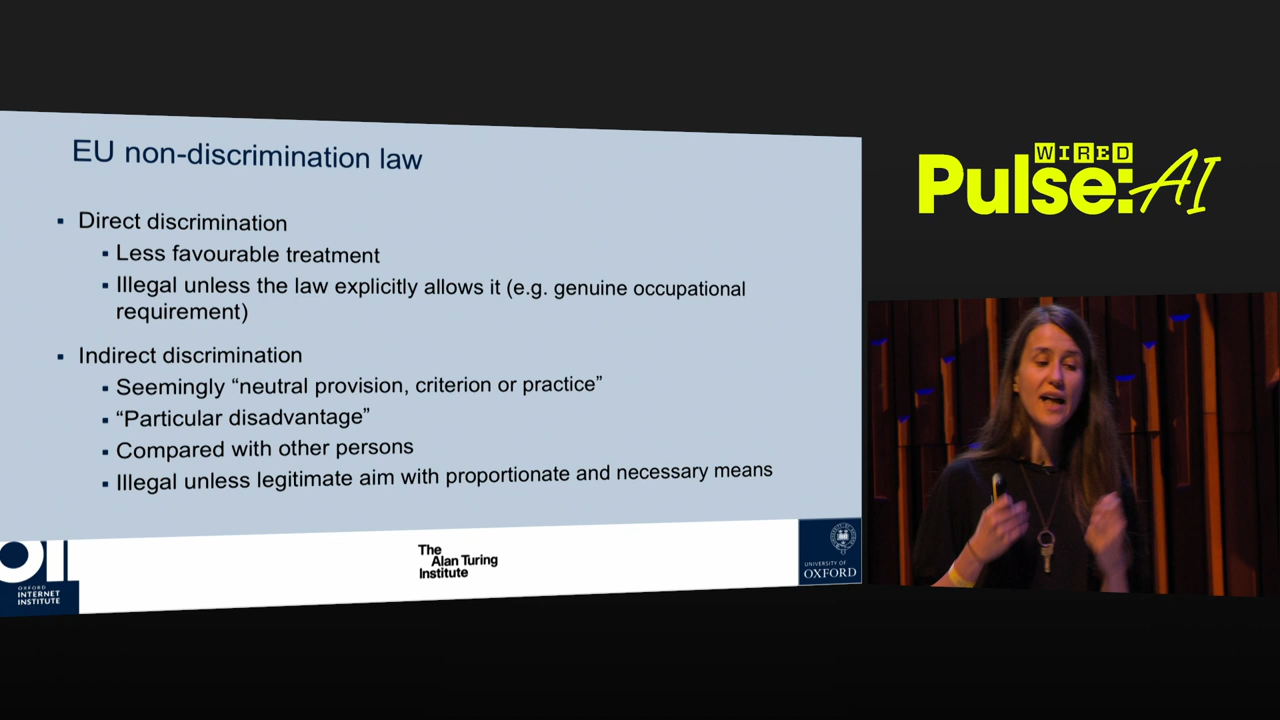 EU non-discrimination law
▪ Direct discrimination
▪ Less favourable treatment
▪ Illegal unless the law explicitly allows it (e.g. genuine occupational
requirement)
▪ Indirect discrimination
▪ Seemingly “neutral provision, criterion or practice”
▪ “Particular disadvantage”
▪ Compared with other persons
▪ Illegal unless legitimate aim with proportionate and necessary means
OII
OXFORD
INTERNET
INSTITUTE
The
Alan Turing
Institute
UNIVERSITY OF
OXFORD
WIRED
Pulse:AI